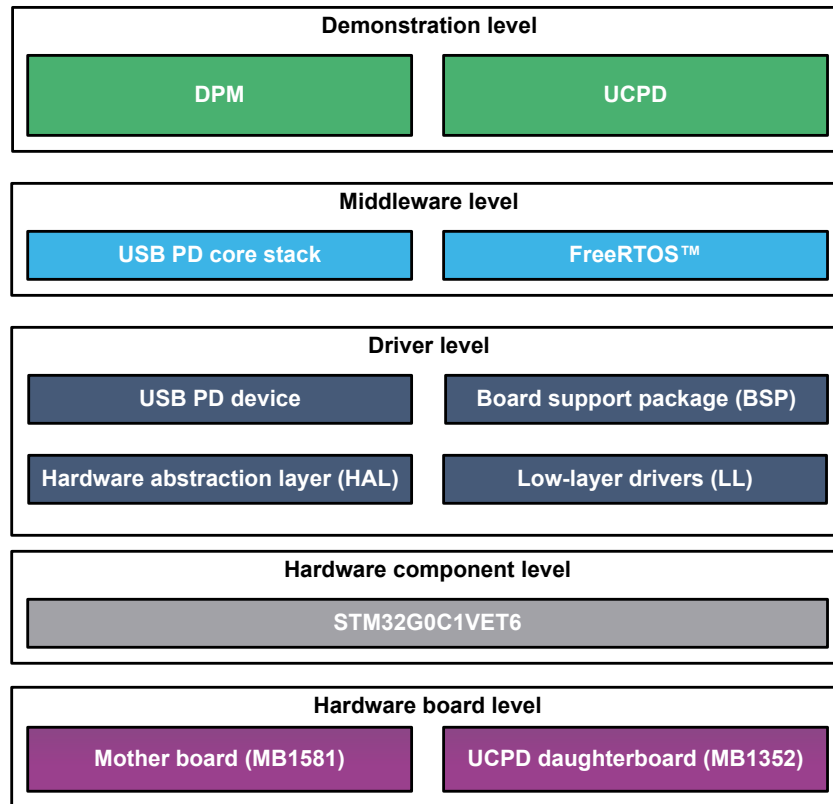 Demonstration level
DPM
UCPD
Middleware level
USB PD core stack
FreeRTOS™
Driver level
USB PD device
Board support package (BSP)
Hardware abstraction layer (HAL)
Low-layer drivers (LL)
Hardware component level
STM32G0C1VET6
Hardware board level
Mother board (MB1581)
UCPD daughterboard (MB1352)